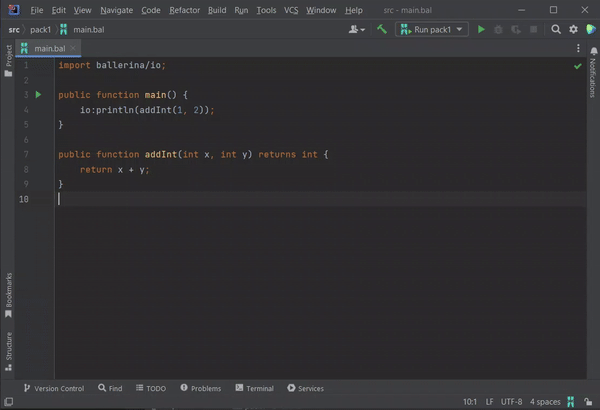 File Edit View Navigate Code Refactor Build Run Tools VCS Window Help src - main.bal
src pack1 main.bal Run pack1
main.bal
Project
Notifications
1 import ballerina/io;
2
3 public function main() {
4 io:println(addInt(1, 2));
5 }
6
7 public function addInt(int x, int y) returns int {
8 return x + y;
9 }
10
Bookmarks
Structure
Version Control Find TODO Problems Terminal Services
10:1 LF UTF-8 4 spaces